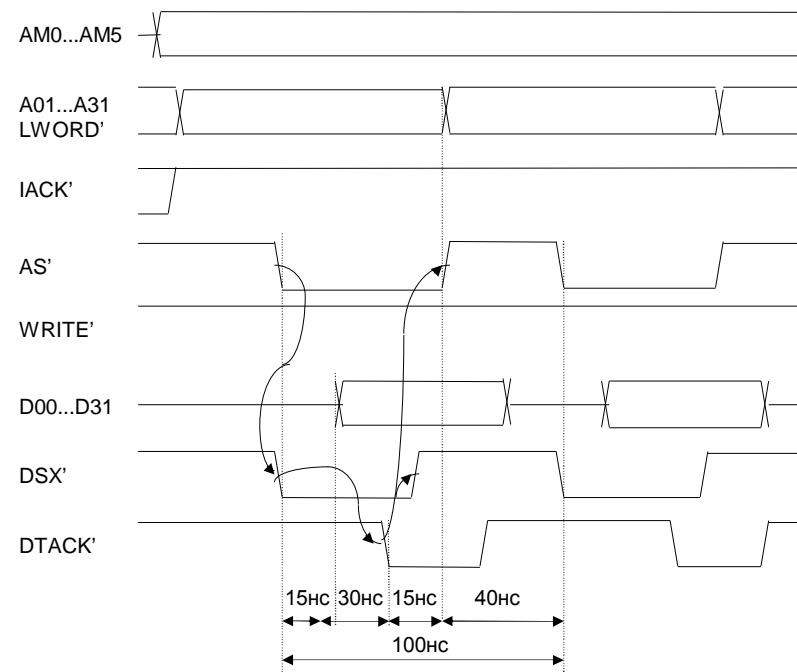 AM0...AM5
A01...A31
LWORD’
IACK’
AS’
WRITE’
D00...D31
DSX’
DTACK’
15нс 30нс 15нс 40нс
100нс